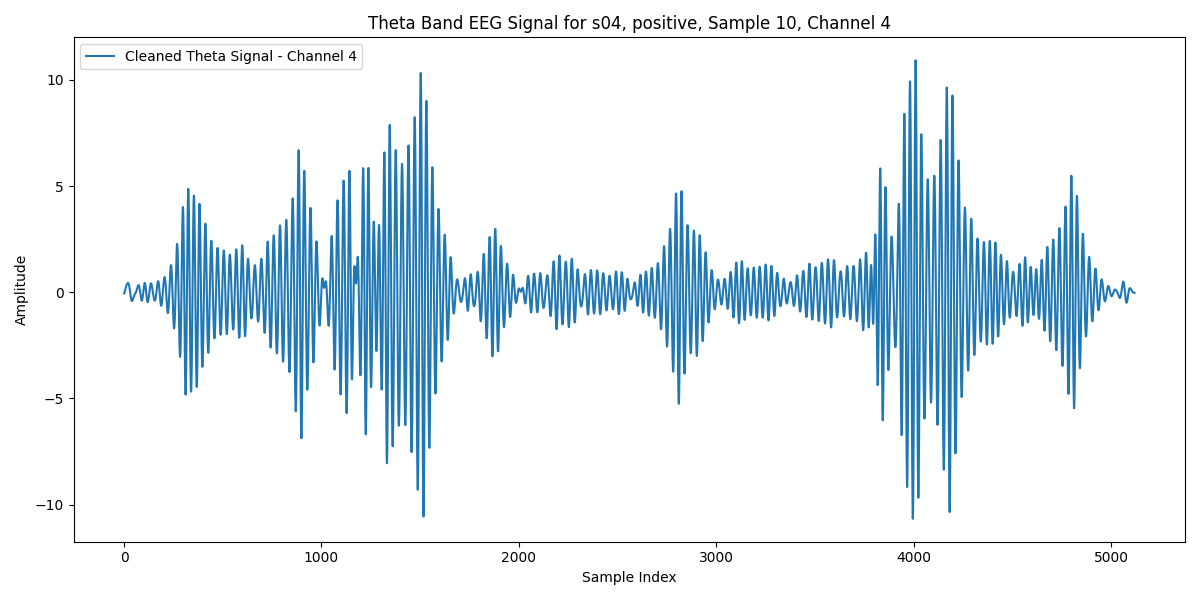 Theta Band EEG Signal for s04, positive, Sample 10, Channel 4
Cleaned Theta Signal - Channel 4
Amplitude
10
5
0
−5
−10
0 1000 2000 3000 4000 5000
Sample Index